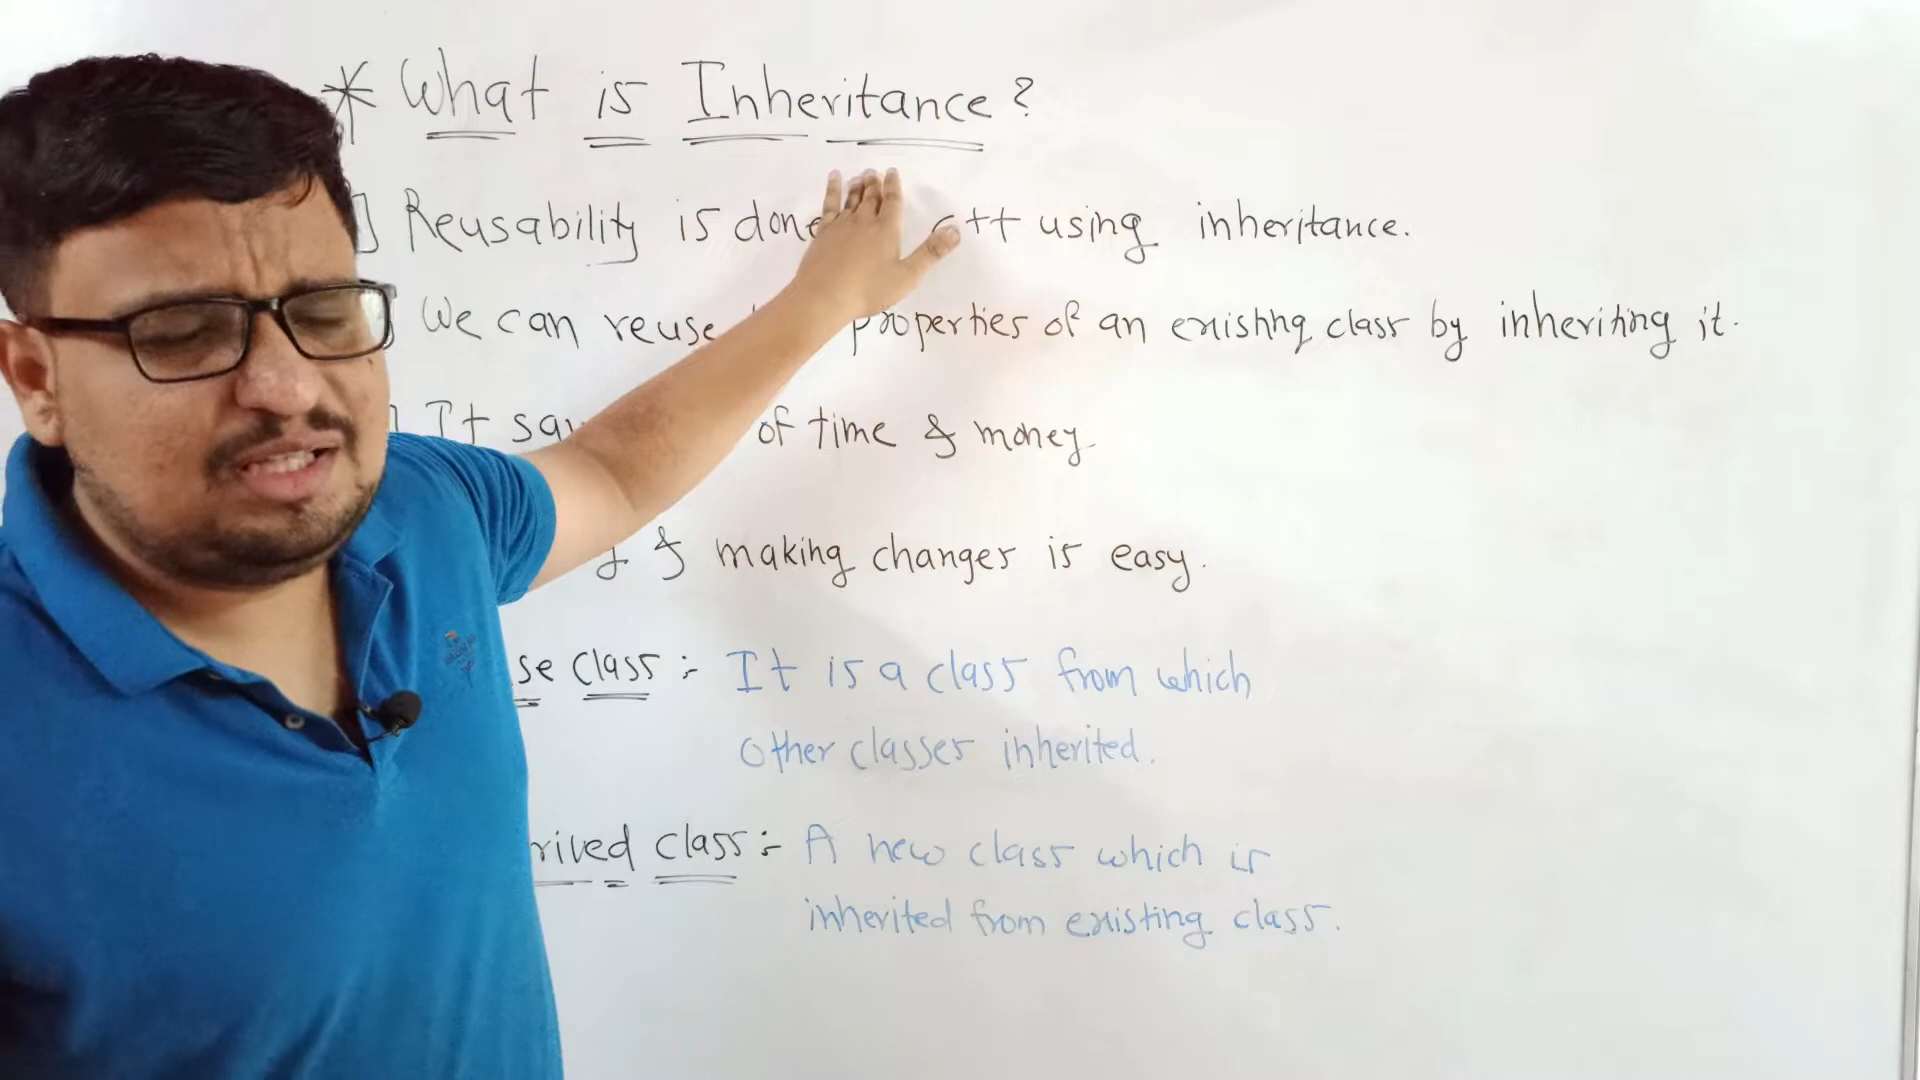 * What is Inheritance?
] Reusability is done c++ using inheritance.
] We can reuse properties of an existing class by inheriting it.
] It of time & money
& making changes is easy.
se class :- It is a class from which
other classes inherited.
rived class :- A new class which is
inherited from existing class.